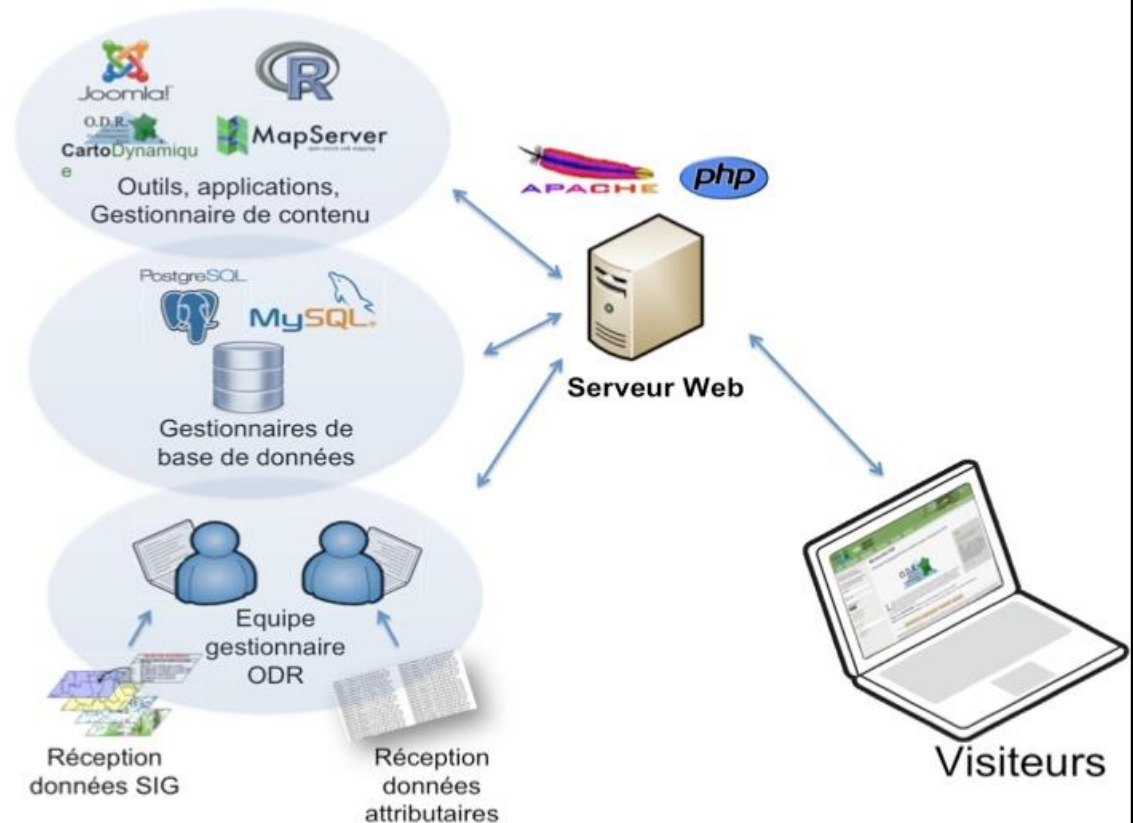 Joomla!
R
O.D.R.
CartoDynamiqu
e
MapServer
Outils, applications,
Gestionnaire de contenu
APACHE
php
PostgreSQL
MySQL
Gestionnaires de
base de données
Serveur Web
Equipe
gestionnaire
ODR
Réception
données SIG
Réception
données
attributaires
O.D.R.
Visiteurs